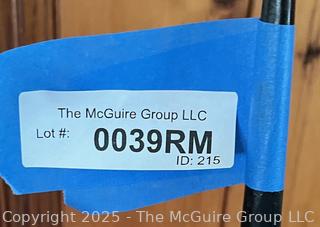 The McGuire Group LLC
Lot #: 0039RM
ID: 215
Copyright 2025 - The McGuire Group LLC